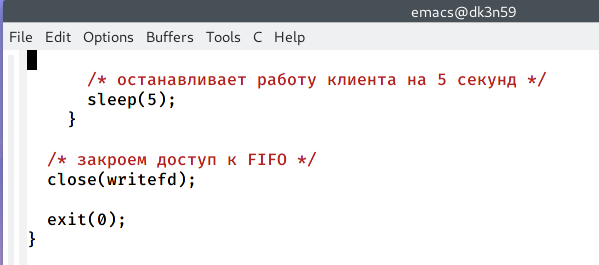 emacs@dk3n59
File Edit Options Buffers Tools C Help
/* останавливает работу клиента на 5 секунд */
sleep(5);
}
/* закроем доступ к FIFO */
close(writefd);
exit(0);
}